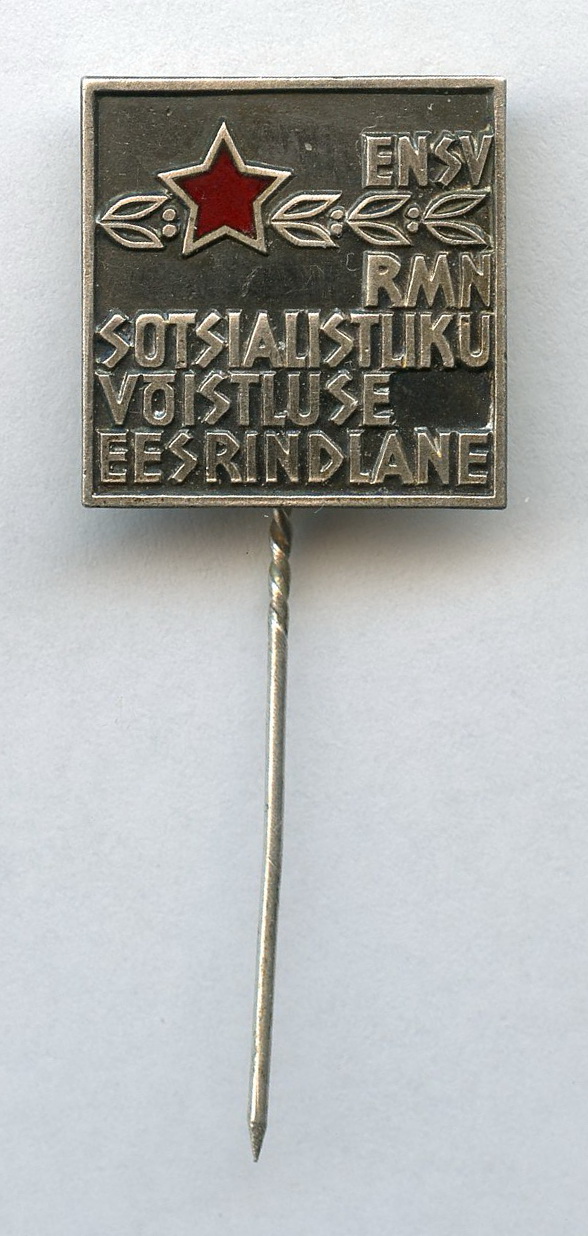 ENSV
RMN
SOTSIALISTLIKU
VÕISTLUSE
EESRINDLANE